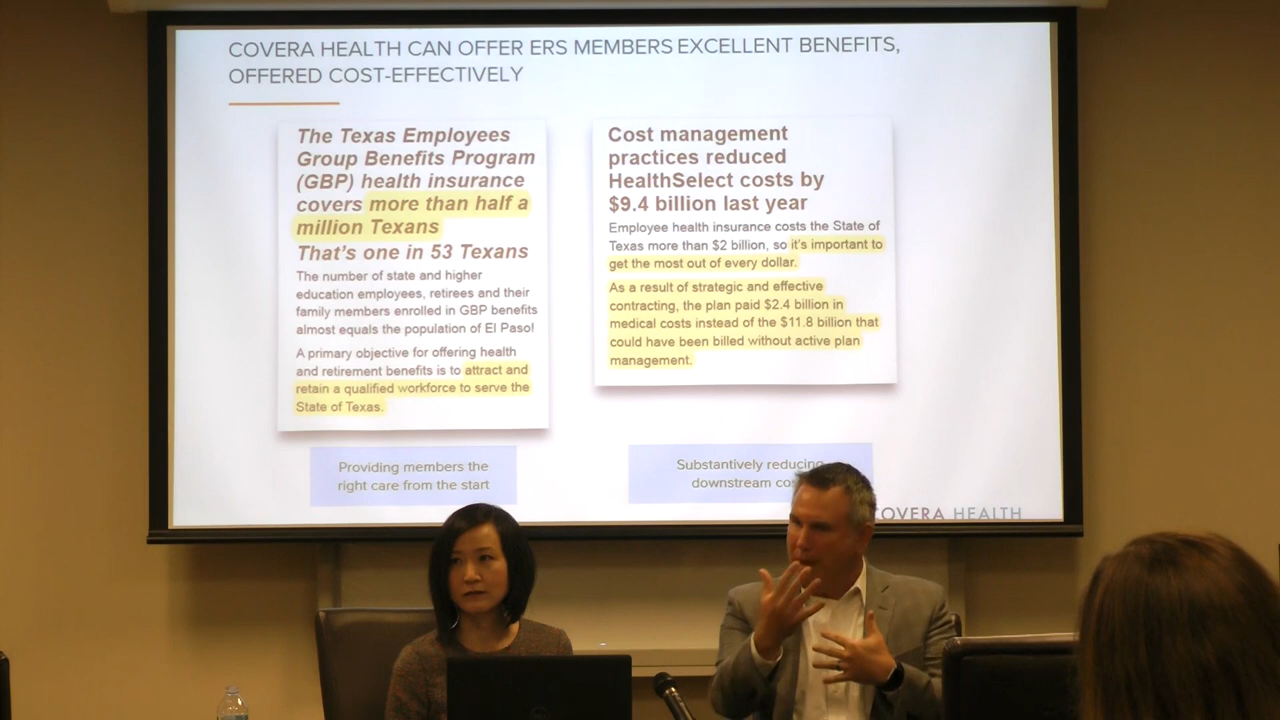 COVERA HEALTH CAN OFFER ERS MEMBERS EXCELLENT BENEFITS,
OFFERED COST-EFFECTIVELY
The Texas Employees
Group Benefits Program
(GBP) health insurance
covers more than half a
million Texans
That's one in 53 Texans
The number of state and higher
education employees, retirees and their
family members enrolled in GBP benefits
almost equals the population of El Paso!
A primary objective for offering health
and retirement benefits is to attract and
retain a qualified workforce to serve the
State of Texas.
Providing members the
right care from the start
Cost management
practices reduced
HealthSelect costs by
$9.4 billion last year
Employee health insurance costs the State of
Texas more than $2 billion, so it's important to
get the most out of every dollar.
As a result of strategic and effective
contracting, the plan paid $2.4 billion in
medical costs instead of the $11.8 billion that
could have been billed without active plan
management.
Substantively reducing
downstream
COVERA HEALTH